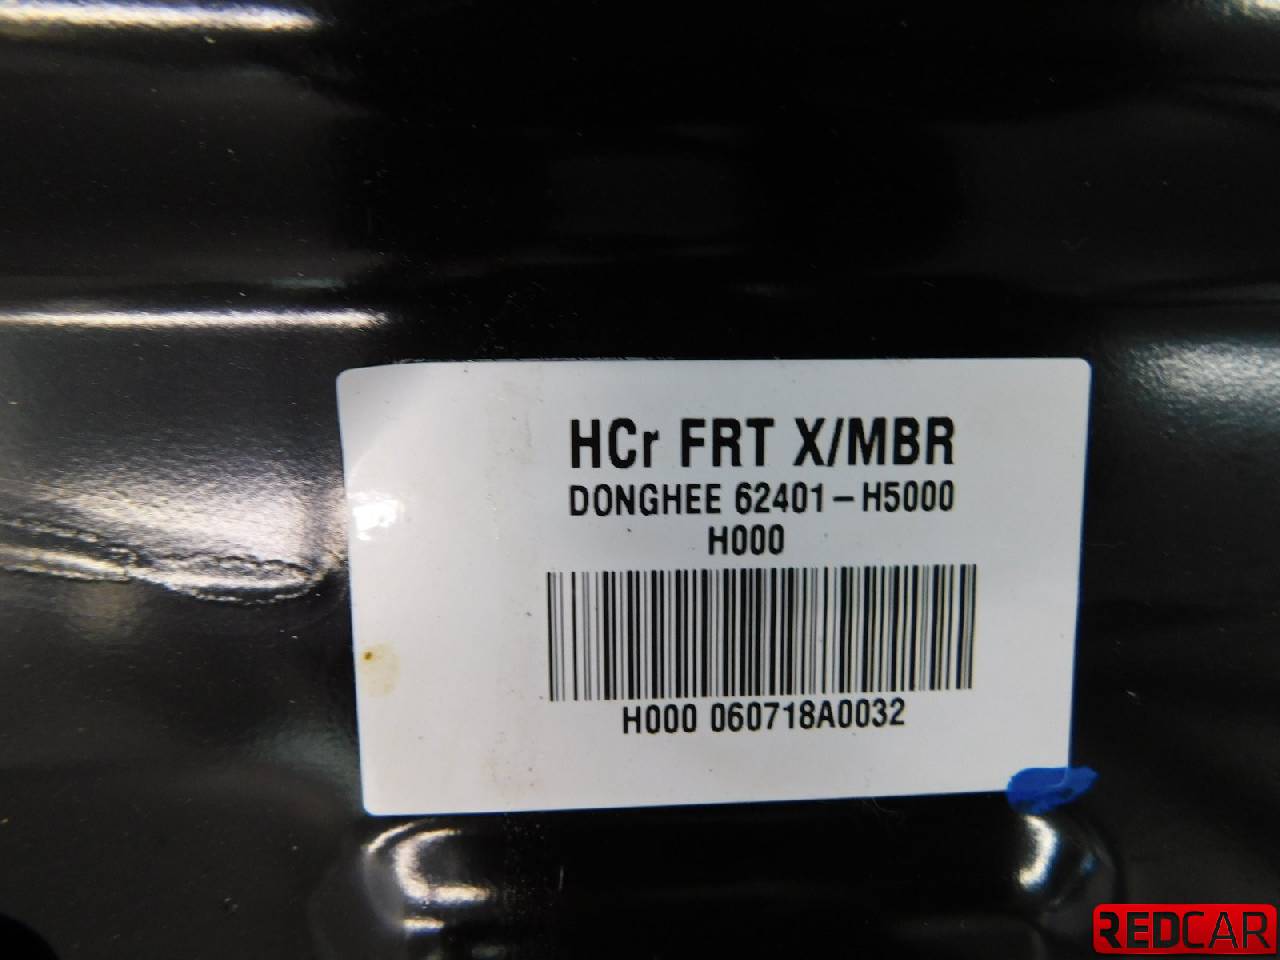 HCr FRT X/MBR
DONGHEE 62401-H5000
H000
H000 060718A0032
REDCAR